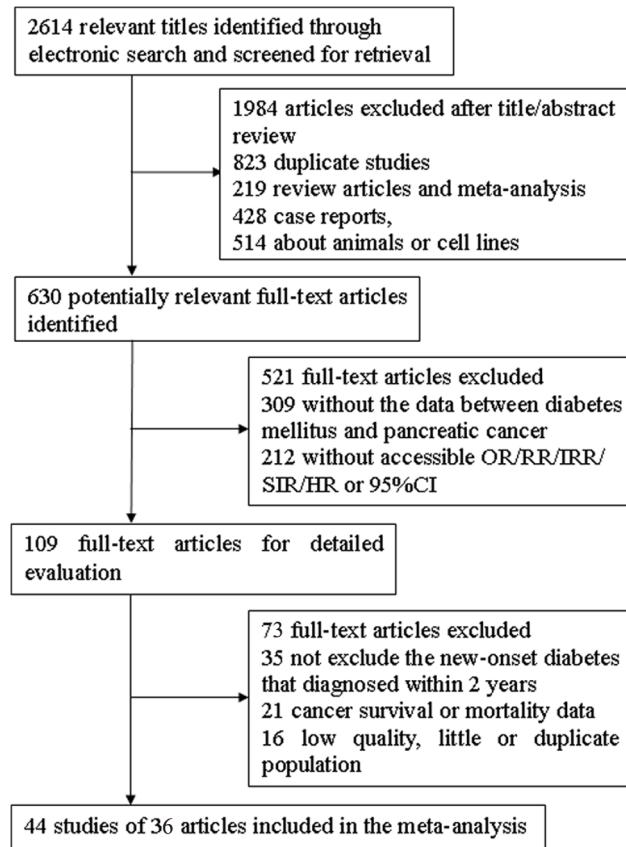 2614 relevant titles identified through
electronic search and screened for retrieval
1984 articles excluded after title/abstract
review
823 duplicate studies
219 review articles and meta-analysis
428 case reports,
514 about animals or cell lines
630 potentially relevant full-text articles
identified
521 full-text articles excluded
309 without the data between diabetes
mellitus and pancreatic cancer
212 without accessible OR/RR/IRR/
SIR/HR or 95%CI
109 full-text articles for detailed
evaluation
73 full-text articles excluded
35 not exclude the new-onset diabetes
that diagnosed within 2 years
21 cancer survival or mortality data
16 low quality, little or duplicate
population
44 studies of 36 articles included in the meta-analysis